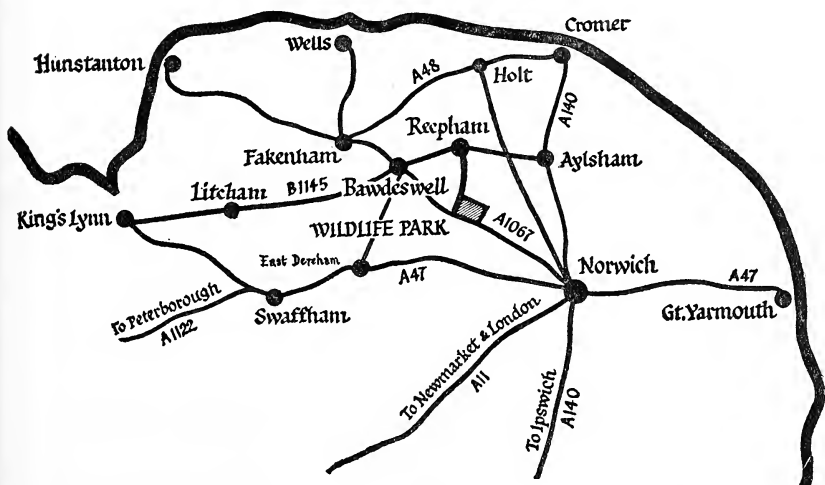 Cromer
Wells
Hunstanton
A48
Holt
A140
Reepham
Fakenham
Aylsham
Litcham
B1145
Bawdeswell
King's Lynn
WILDLIFE PARK
A1067
East Dereham
A47
Norwich
A47
To Peterborough
A1122
Swaffham
Gt. Yarmouth
To Newmarket & London
A11
To Ipswich
A140